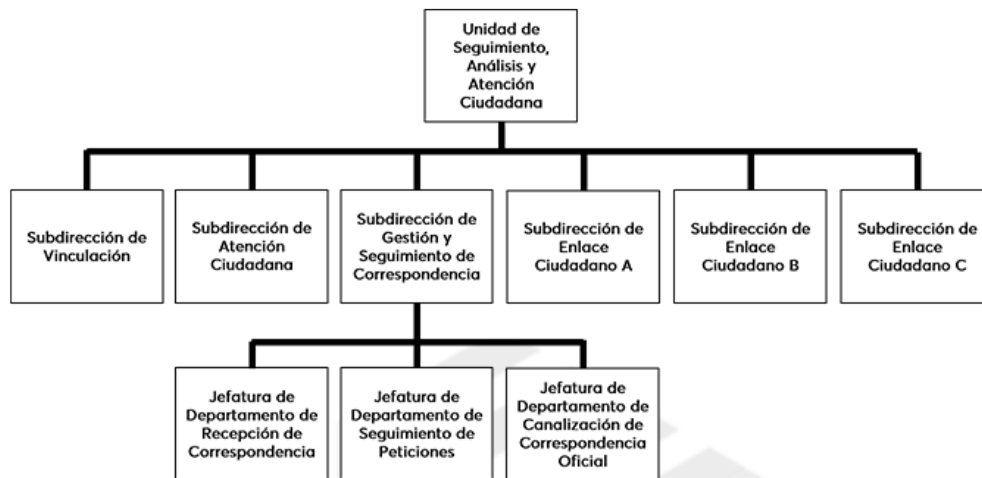 Unidad de
Seguimiento,
Análisis y
Atención
Ciudadana
Subdirección de
Vinculación
Subdirección de
Atención
Ciudadana
Subdirección de
Gestión y
Seguimiento de
Correspondencia
Subdirección de
Enlace
Ciudadano A
Subdirección de
Enlace
Ciudadano B
Subdirección de
Enlace
Ciudadano C
Jefatura de
Departamento de
Recepción de
Correspondencia
Jefatura de
Departamento de
Seguimiento de
Peticiones
Jefatura de
Departamento de
Canalización de
Correspondencia
Oficial